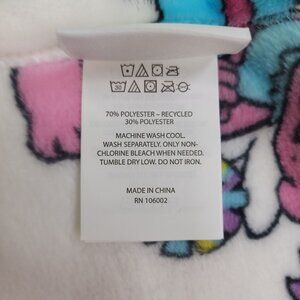 70% POLYESTER – RECYCLED
30% POLYESTER
MACHINE WASH COOL.
WASH SEPARATELY. ONLY NON-
CHLORINE BLEACH WHEN NEEDED.
TUMBLE DRY LOW. DO NOT IRON.
MADE IN CHINA
RN 106002